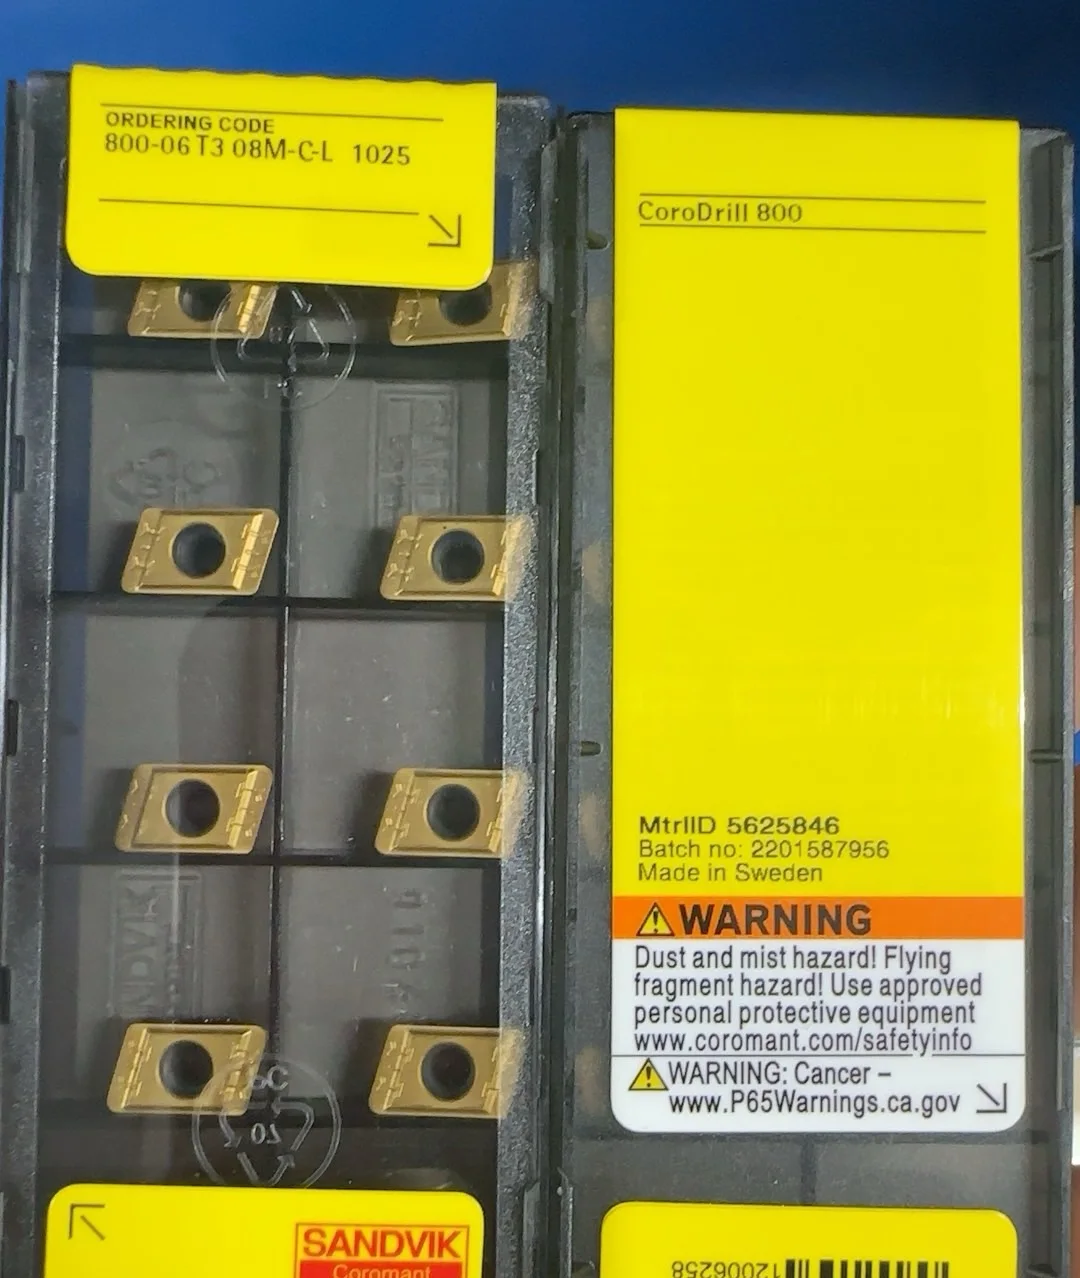 ORDERING CODE
800-06 T3 08M-C-L 1025
SANDVIK
Coromant
CoroDrill 800
MtrlID 5625846
Batch no: 2201587956
Made in Sweden
WARNING
Dust and mist hazard! Flying
fragment hazard! Use approved
personal protective equipment
www.coromant.com/safetyinfo
WARNING: Cancer –
www.P65Warnings.ca.gov
12006258